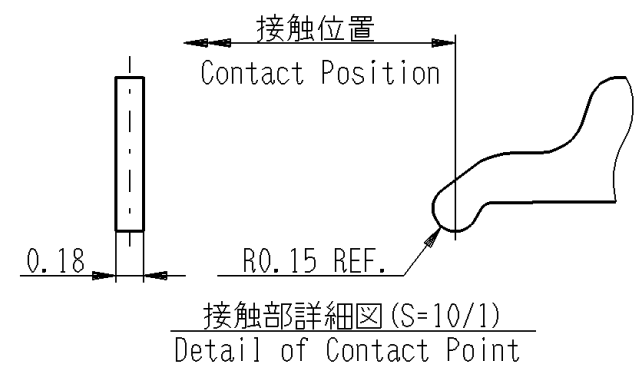 接触位置
Contact Position
0.18
R0.15 REF.
接触部詳細図(S=10/1)
Detail of Contact Point